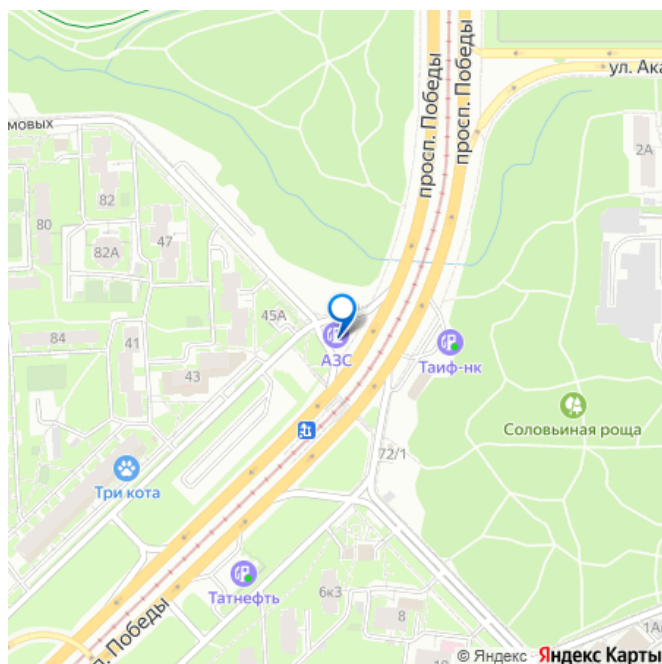 просп. Победы
просп. Победы
ул. Ака
мовых
2А
82
80
47
82А
45А
84
41
43
АЗС
Таиф-нк
Соловьиная роща
72/1
Три кота
Татнефть
6к3
8
п. Победы
10
1А
© Яндекс Яндекс Карты